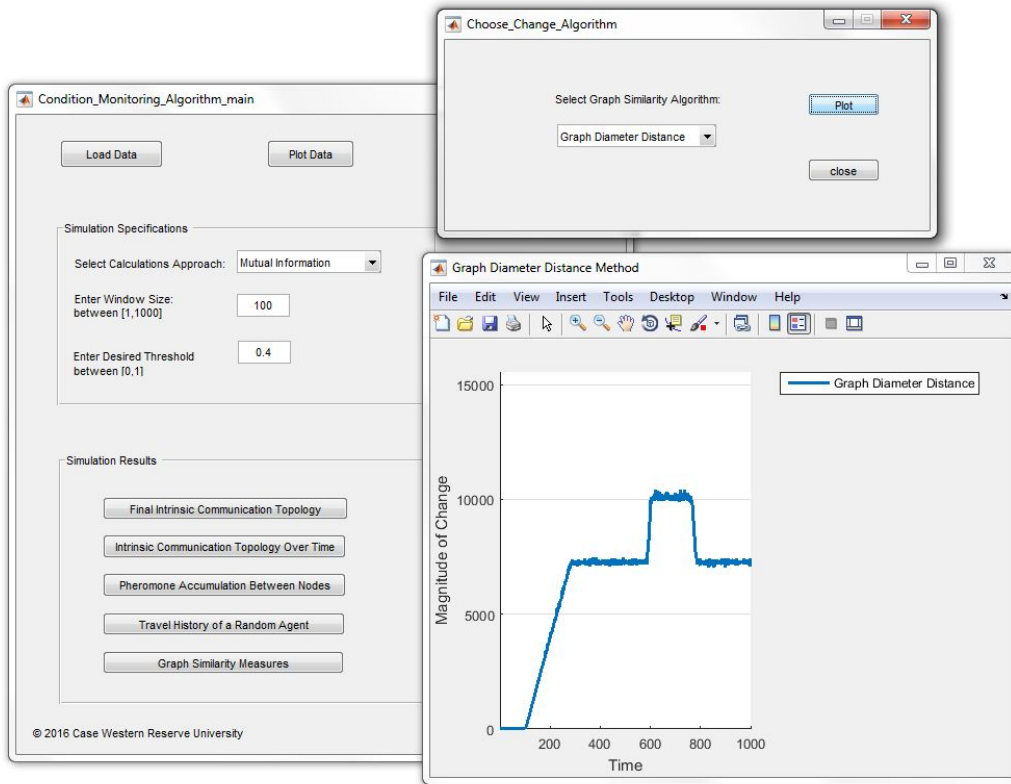 Choose_Change_Algorithm
Select Graph Similarity Algorithm:
Graph Diameter Distance
Plot
close
Condition_Monitoring_Algorithm_main
Load Data
Plot Data
Simulation Specifications
Select Calculations Approach:
Mutual Information
Enter Window Size:
between [1,1000]
100
Enter Desired Threshold
between [0,1]
0.4
Simulation Results
Final Intrinsic Communication Topology
Intrinsic Communication Topology Over Time
Pheromone Accumulation Between Nodes
Travel History of a Random Agent
Graph Similarity Measures
© 2016 Case Western Reserve University
Graph Diameter Distance Method
File Edit View Insert Tools Desktop Window Help
Graph Diameter Distance
15000
10000
5000
0
Magnitude of Change
200 400 600 800 1000
Time